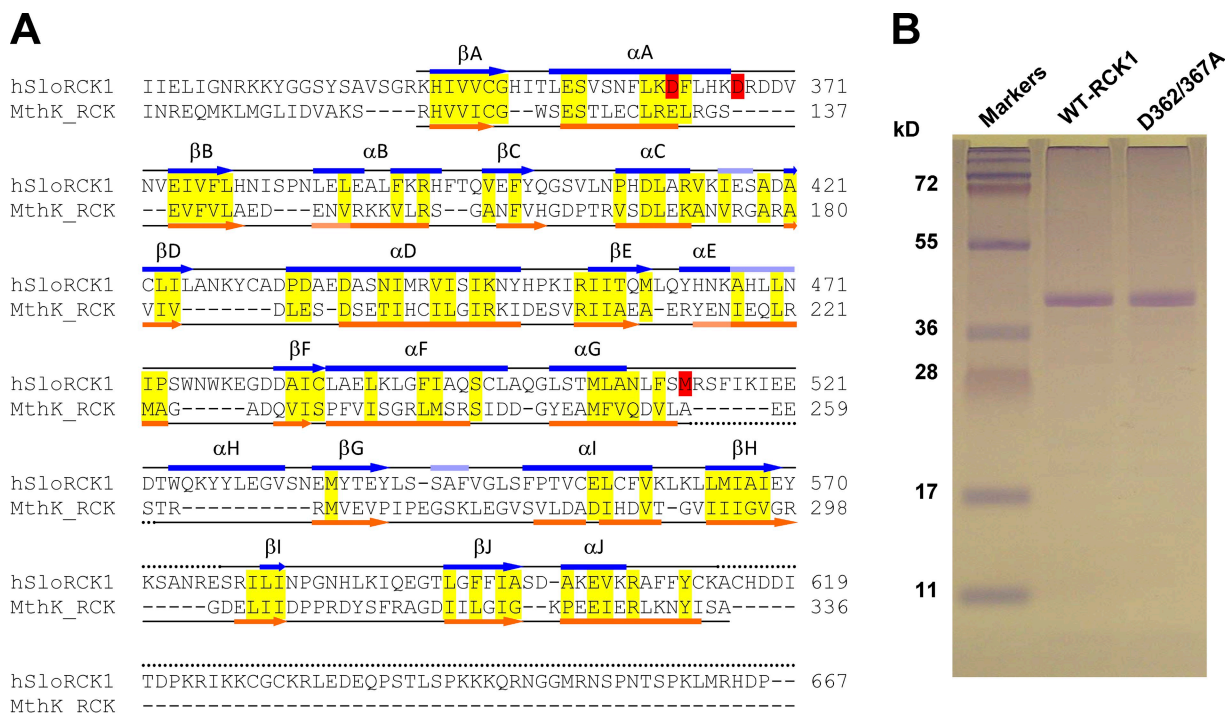 A
βA αA
hSloRCK1 IIELIGNRKKYGGSYSAVSGRKHIVVCGHITLESVSNFLKDFLHKDRDDV 371
MthK_RCK INREQMKLMGLIDVAKS----RHVVICG--WSESTLECLRELRGS----- 137
βB αB βC αC
hSloRCK1 NVEIVFLHNISPNLELEALFKRHFTQVEFYQGSVLNPHDLARVKIESADA 421
MthK_RCK --EVFVLAED---ENVRKKVLRS--GANFVHGDPTRVSDLEKANVRGARA 180
βD αD βE αE
hSloRCK1 CLILANKYCADPDAEDASNIMRVISIKNYHPKIRIITQMLQYHNKAHLLN 471
MthK_RCK VIV--------DLES-DSETIHCILGIRKIDESVRIIAEA-ERYENIEQLR 221
βF αF αG
hSloRCK1 IPSWNWKEGDDAICLAELKLGFIAQSCLAQGLSTMLANLFSMRSFIKIEE 521
MthK_RCK MAG-----ADQVISPFVISGRLMSRSIDD-GYEAMFVQDVLA------EE 259
αH βG αI βH
hSloRCK1 DTWQKYYLEGVSNEMYTEYLS-SAFVGLSFPTVCELCFVKLKLLMIAIEY 570
MthK_RCK STR----------RMVEVPIPEGSKLEGVSVLDADIHDVT-GVIIIGVGR 298
βI βJ αJ
hSloRCK1 KSANRESRILINPGNHLKIQEGTLGFFIASD-AKEVKRAFFYCKACHDDI 619
MthK_RCK -----GDELIIDPPRDYSFRAGDIILGIG-KPEEIERLKNYISA----- 336
hSloRCK1 TDPKRIKKCGCKRLEDEQPSTLSPKKKQRNGGMRNSPNTSPKLMRHDP-- 667
MthK_RCK --------------------------------------------------
B
kD Markers WT-RCK1 D362/367A
72
55
36
28
17
11